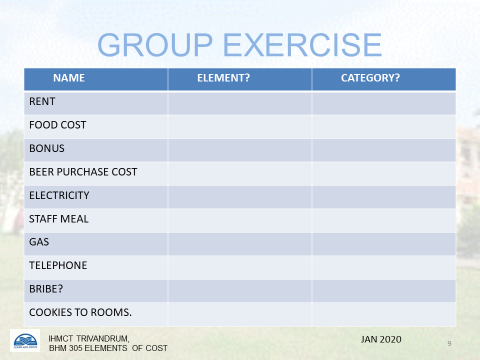 GROUP EXERCISE
NAME ELEMENT? CATEGORY?
RENT
FOOD COST
BONUS
BEER PURCHASE COST
ELECTRICITY
STAFF MEAL
GAS
TELEPHONE
BRIBE?
COOKIES TO ROOMS.
IHMCT TRIVANDRUM,
BHM 305 ELEMENTS OF COST
JAN 2020
9